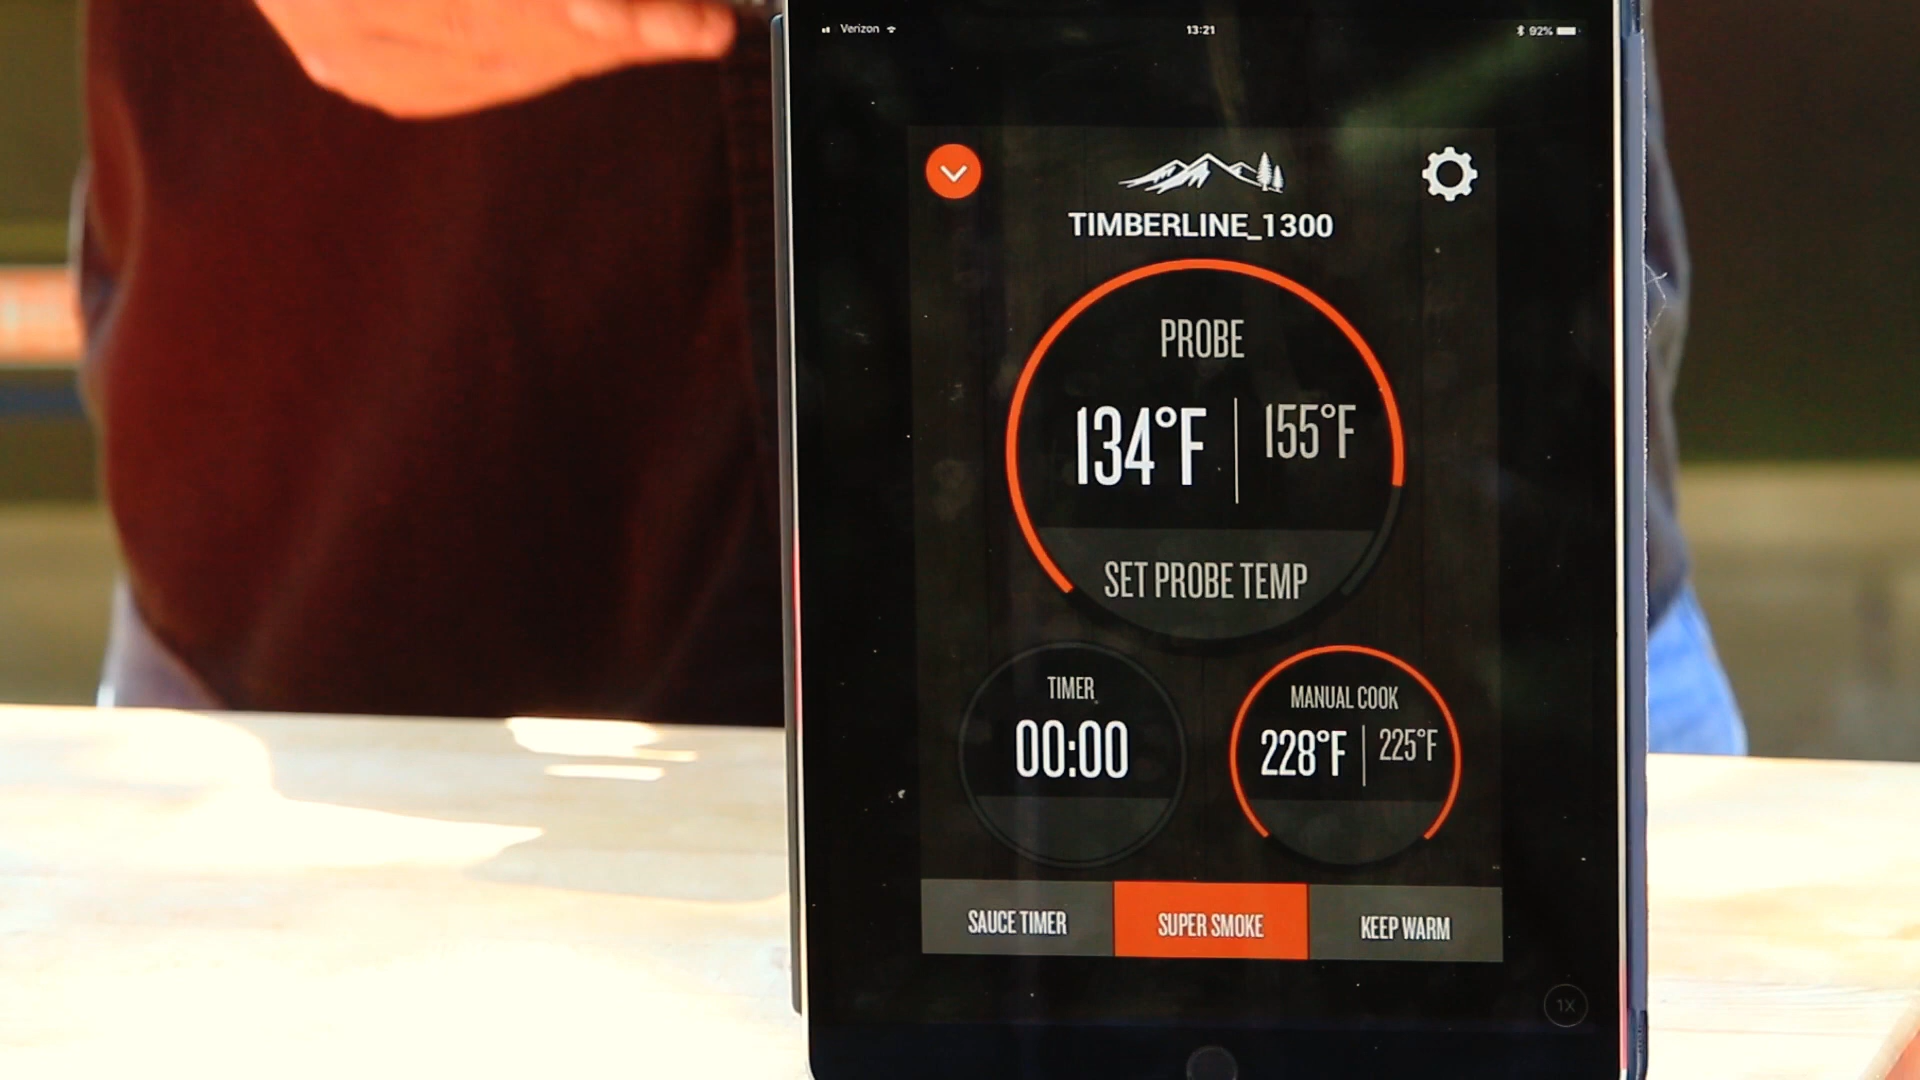 Verizon 13:21 92%
TIMBERLINE_1300
PROBE
134°F 155°F
SET PROBE TEMP
TIMER
00:00
MANUAL COOK
228°F 225°F
SAUCE TIMER SUPER SMOKE KEEP WARM
1X